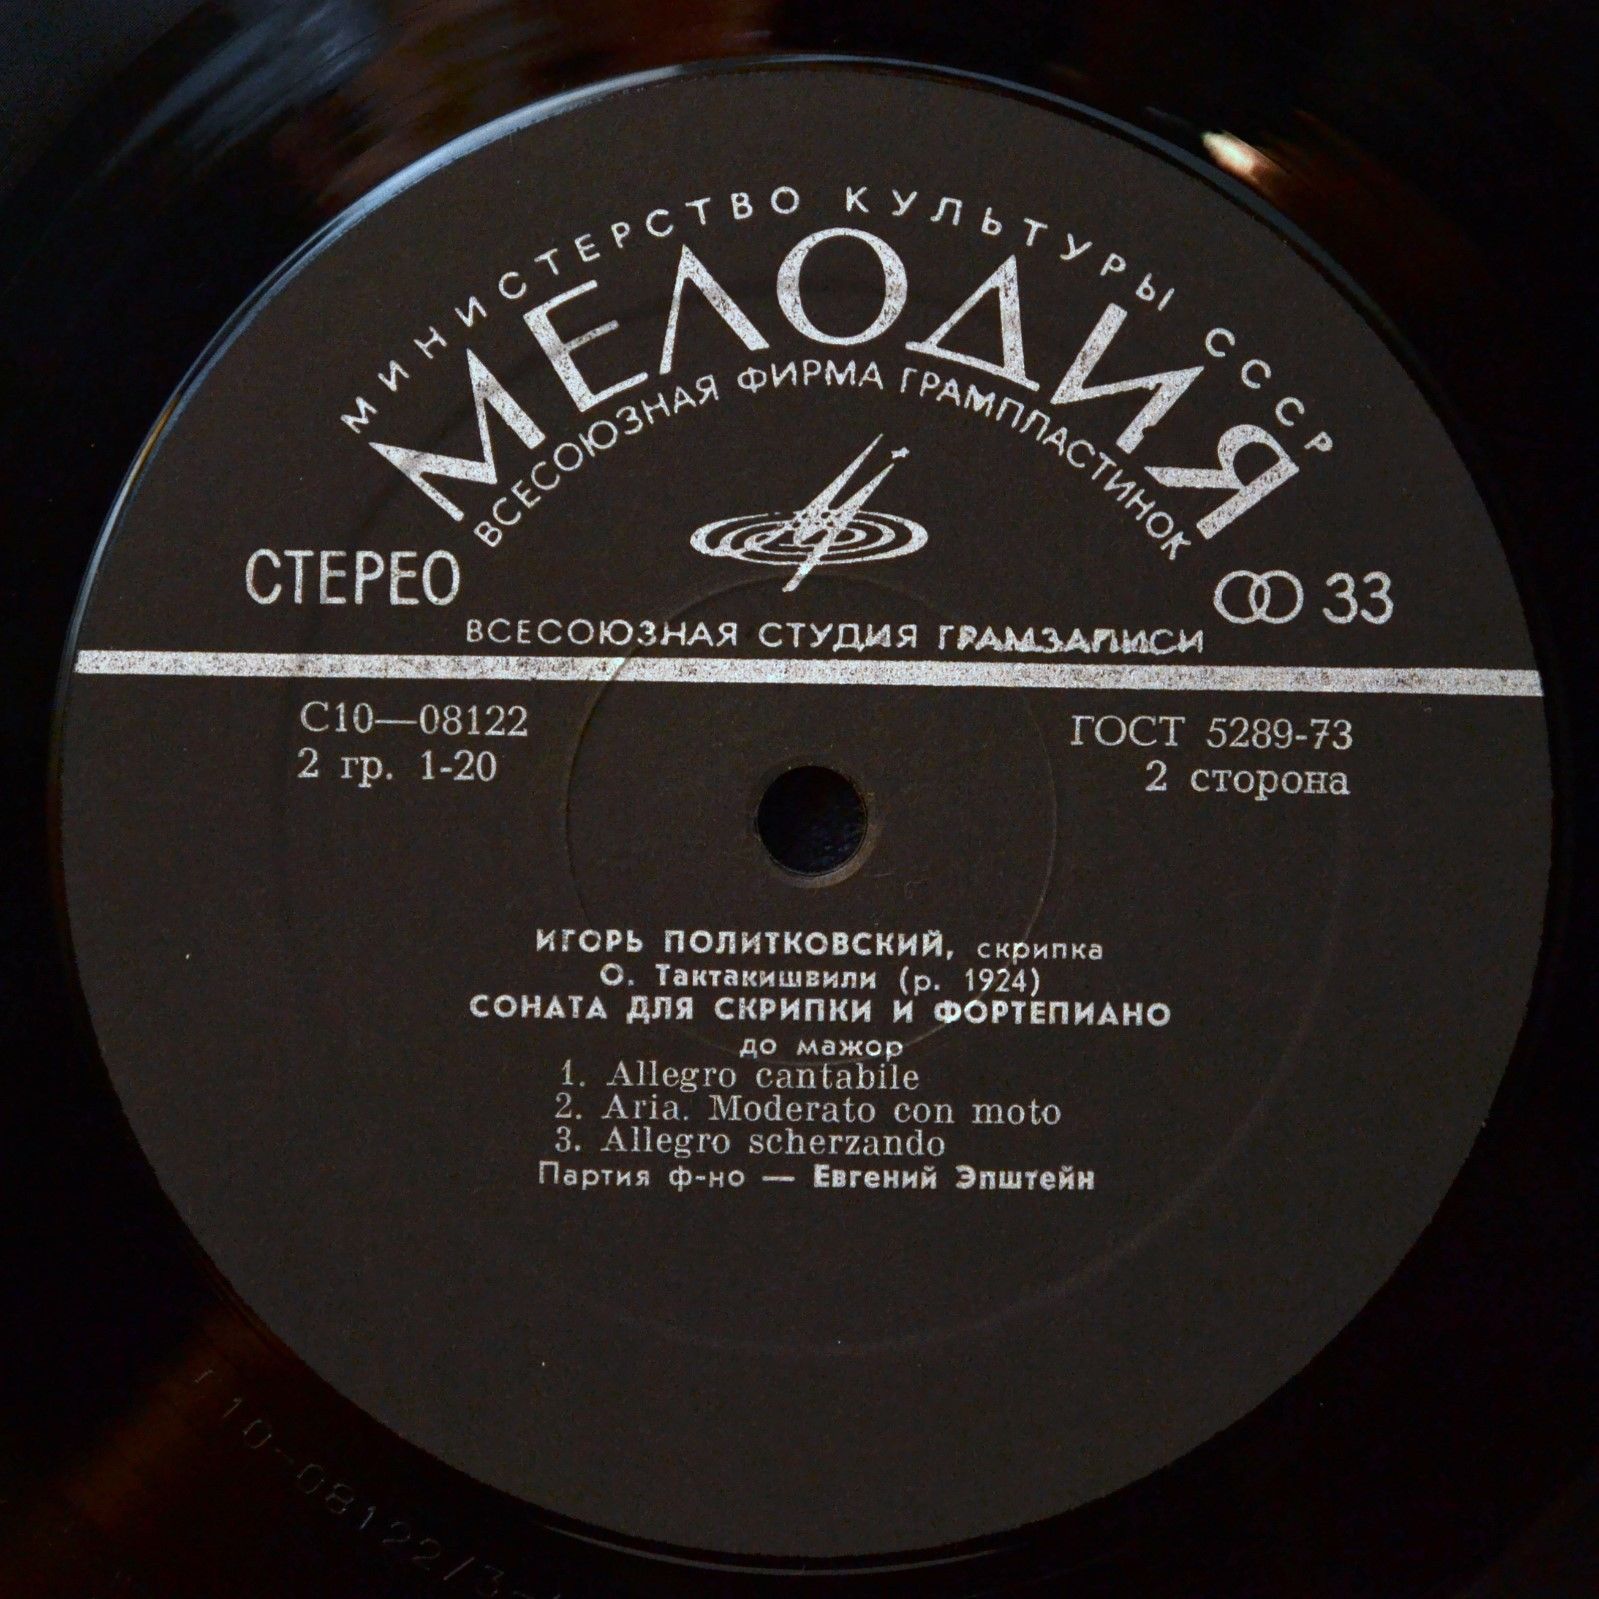 МИНИСТЕРСТВО КУЛЬТУРЫ СССР
МЕЛОДИЯ
ВСЕСОЮЗНАЯ ФИРМА ГРАМПЛАСТИНОК
СТЕРЕО
33
ВСЕСОЮЗНАЯ СТУДИЯ ГРАМЗАПИСИ
С10—08122
ГОСТ 5289-73
2 гр. 1-20
2 сторона
ИГОРЬ ПОЛИТКОВСКИЙ, скрипка
О. Тактакишвили (р. 1924)
СОНАТА ДЛЯ СКРИПКИ И ФОРТЕПИАНО
до мажор
1. Allegro cantabile
2. Aria. Moderato con moto
3. Allegro scherzando
Партия ф-но — Евгений Эпштейн